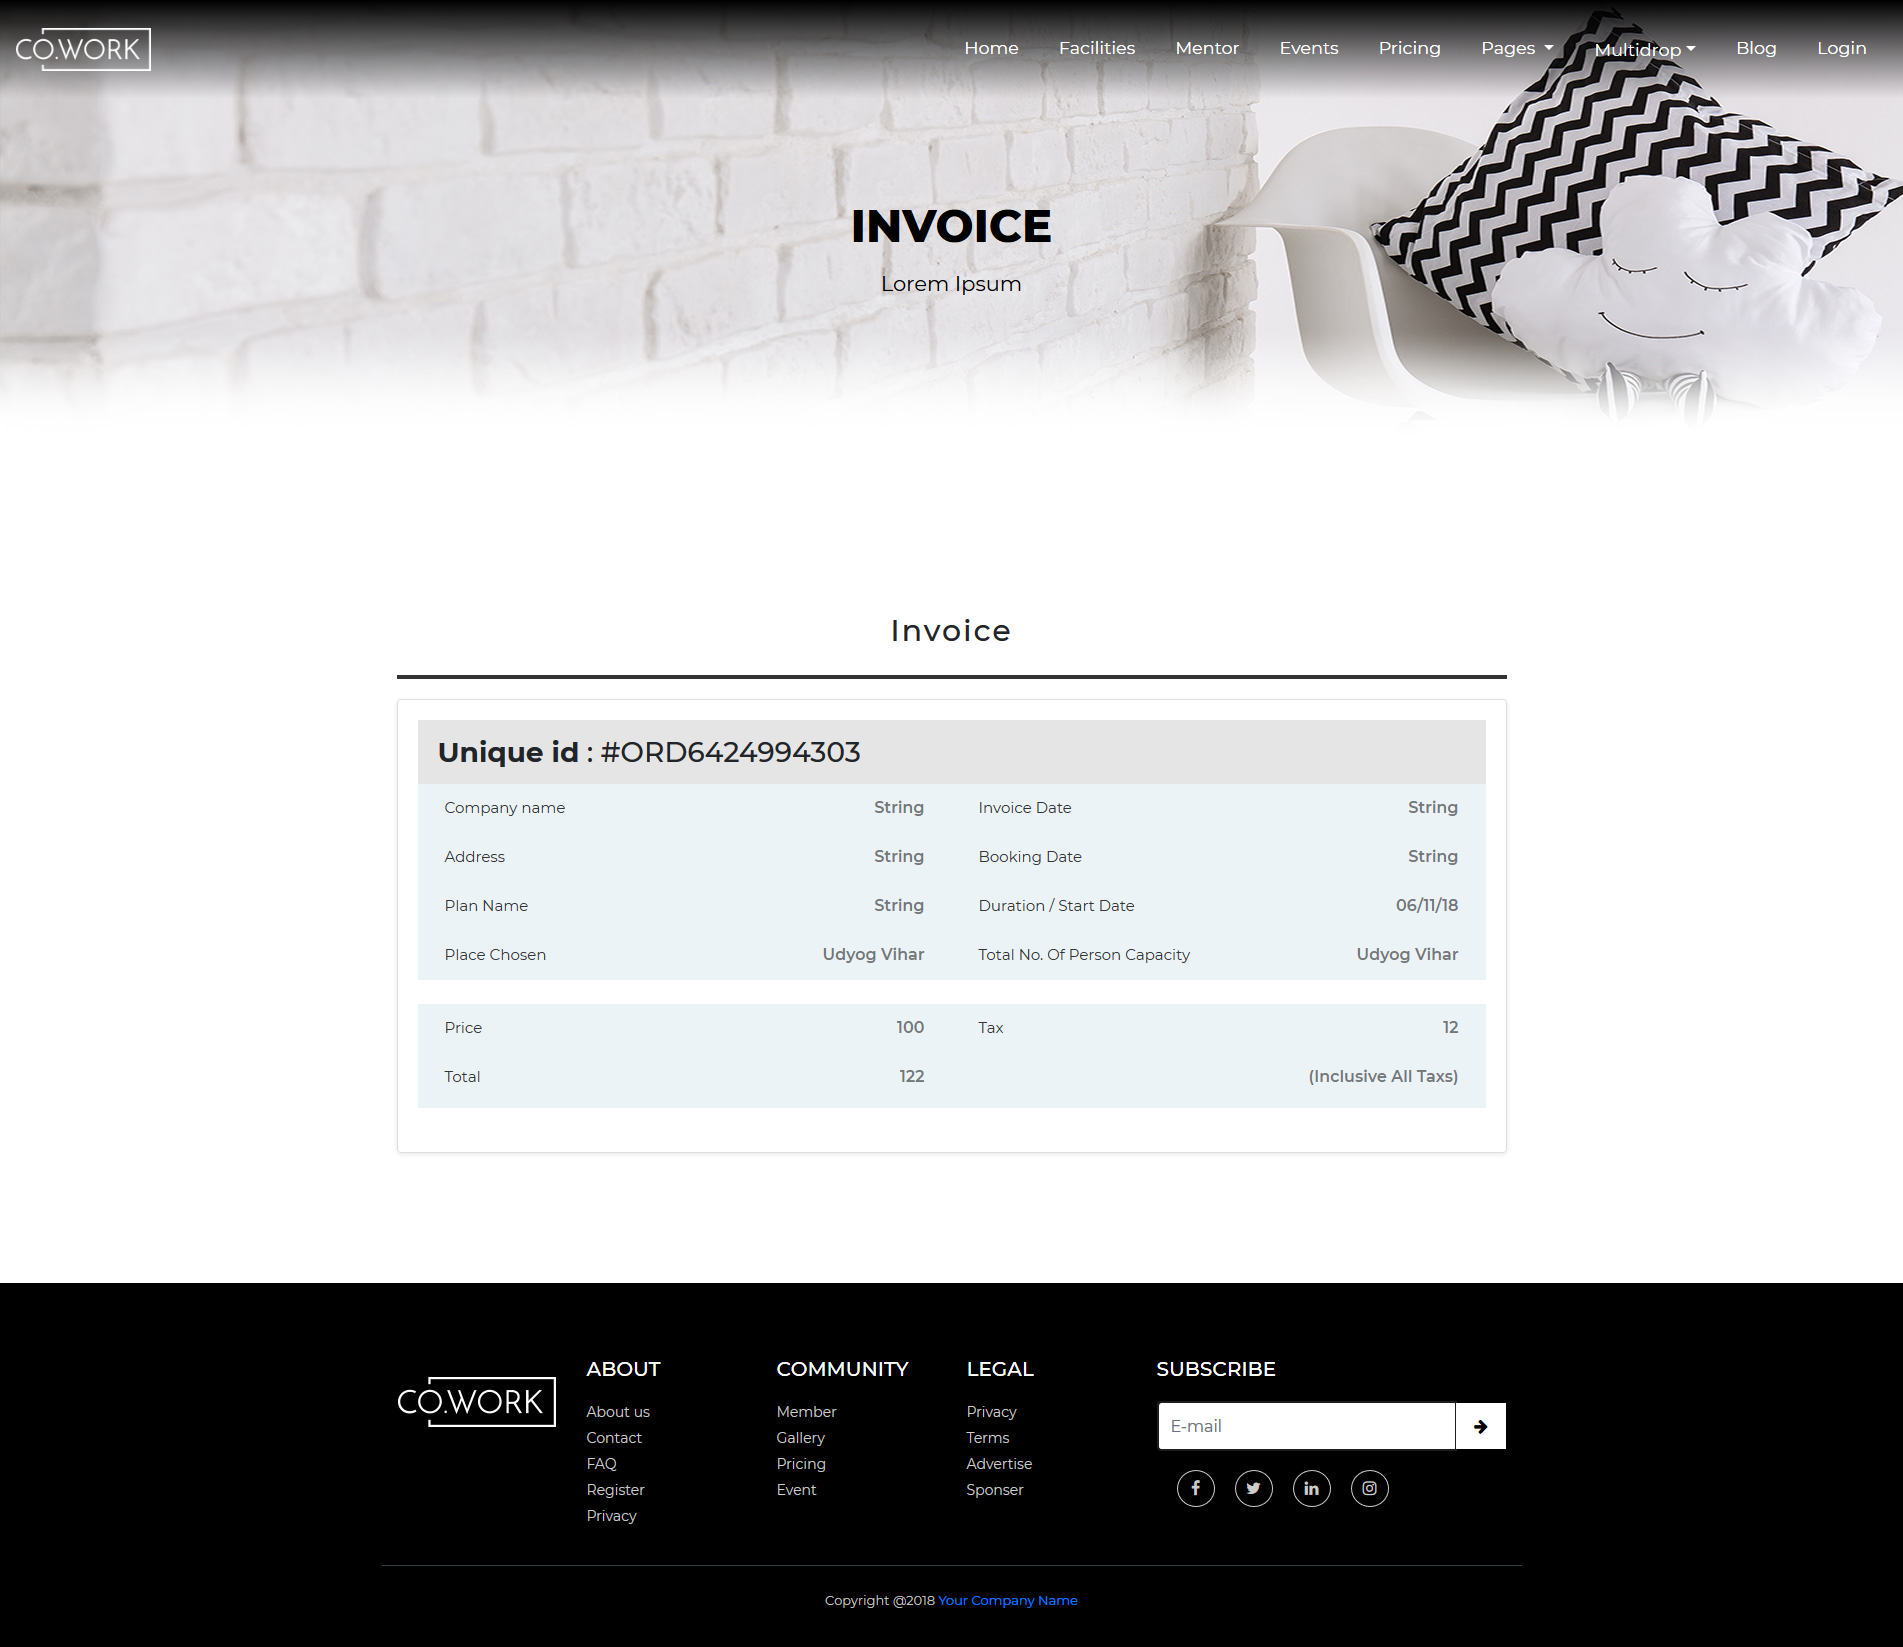 CO.WORK
Home Facilities Mentor Events Pricing Pages Multidrop Blog Login
INVOICE
Lorem Ipsum
Invoice
Unique id : #ORD6424994303
Company name String Invoice Date String
Address String Booking Date String
Plan Name String Duration / Start Date 06/11/18
Place Chosen Udyog Vihar Total No. Of Person Capacity Udyog Vihar
Price 100 Tax 12
Total 122 (Inclusive All Taxs)
CO.WORK
ABOUT
About us
Contact
FAQ
Register
Privacy
COMMUNITY
Member
Gallery
Pricing
Event
LEGAL
Privacy
Terms
Advertise
Sponser
SUBSCRIBE
E-mail
Copyright @2018 Your Company Name